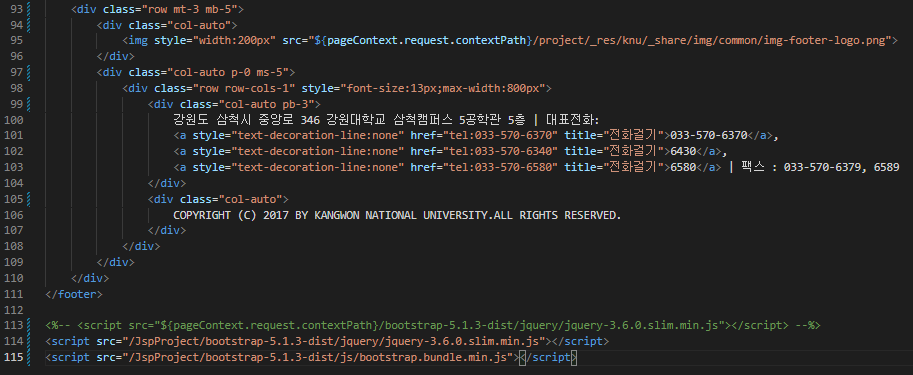 93 <div class="row mt-3 mb-5">
94 <div class="col-auto">
95 <img style="width:200px" src="${pageContext.request.contextPath}/project/_res/knu/_share/img/common/img-footer-logo.png">
96 </div>
97 <div class="col-auto p-0 ms-5">
98 <div class="row row-cols-1" style="font-size:13px;max-width:800px">
99 <div class="col-auto pb-3">
100 강원도 삼척시 중앙로 346 강원대학교 삼척캠퍼스 5공학관 5층 | 대표전화:
101 <a style="text-decoration-line:none" href="tel:033-570-6370" title="전화걸기">033-570-6370</a>,
102 <a style="text-decoration-line:none" href="tel:033-570-6340" title="전화걸기">6430</a>,
103 <a style="text-decoration-line:none" href="tel:033-570-6580" title="전화걸기">6580</a> | 팩스 : 033-570-6379, 6589
104 </div>
105 <div class="col-auto">
106 COPYRIGHT (C) 2017 BY KANGWON NATIONAL UNIVERSITY.ALL RIGHTS RESERVED.
107 </div>
108 </div>
109 </div>
110 </div>
111 </footer>
112
113 <%-- <script src="${pageContext.request.contextPath}/bootstrap-5.1.3-dist/jquery/jquery-3.6.0.slim.min.js"></script> --%>
114 <script src="/JspProject/bootstrap-5.1.3-dist/jquery/jquery-3.6.0.slim.min.js"></script>
115 <script src="/JspProject/bootstrap-5.1.3-dist/js/bootstrap.bundle.min.js"></script>